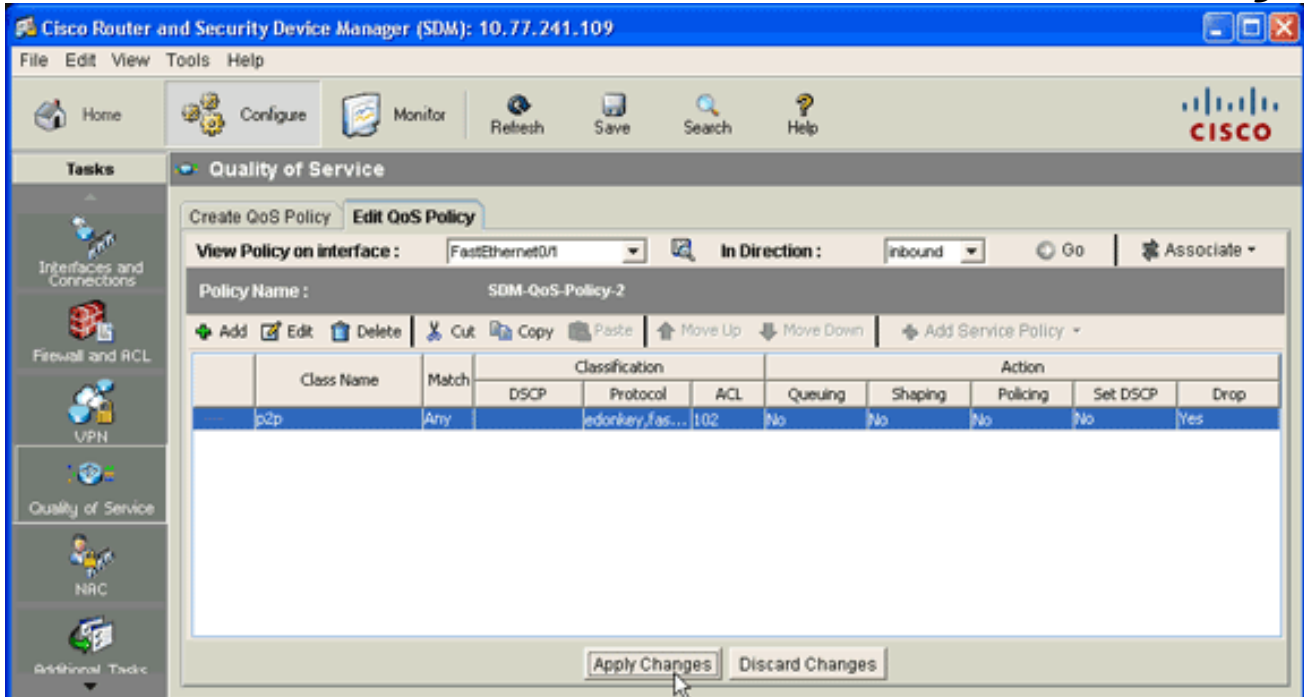 Cisco Router and Security Device Manager (SDM): 10.77.241.109
File Edit View Tools Help
Home Configure Monitor Refresh Save Search Help CISCO
Tasks Quality of Service
Create QoS Policy Edit QoS Policy
View Policy on interface : FastEthernet0/1 In Direction : inbound Go Associate
Interfaces and Connections
Policy Name : SDM-QoS-Policy-2
Add Edit Delete Cut Copy Paste Move Up Move Down Add Service Policy
Firewall and ACL
Class Name Match Classification Action
DSCP Protocol ACL Queuing Shaping Policing Set DSCP Drop
p2p Any edonkey,fas... 102 No No No No Yes
VPN
Quality of Service
NAC
Additional Tasks
Apply Changes Discard Changes